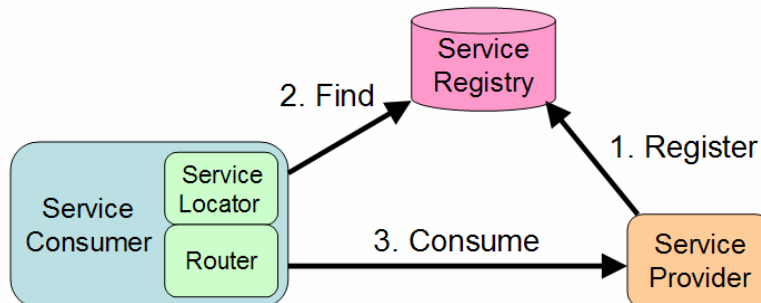 Service
Registry
2. Find
1. Register
Service
Locator
Service
Consumer
Router
3. Consume
Service
Provider